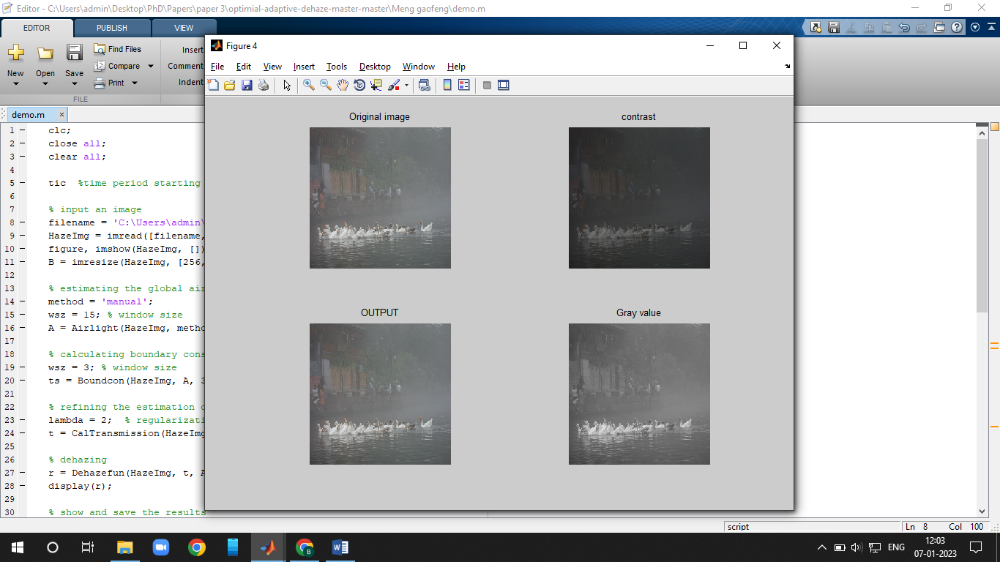 Editor - C:\Users\admin\Desktop\PhD\Papers\paper 3\optimial-adaptive-dehaze-master-master\Meng gaofeng\demo.m
EDITOR PUBLISH VIEW
New Open Save
Find Files
Compare
Print
Insert
Comment
Indent
FILE
demo.m ×
1 clc;
2 close all;
3 clear all;
4
5 tic %time period starting
6
7 % input an image
8 filename = 'C:\Users\admin\
9 HazeImg = imread([filename,
10 figure, imshow(HazeImg, [])
11 B = imresize(HazeImg, [256,
12
13 % estimating the global air
14 method = 'manual';
15 wsz = 15; % window size
16 A = Airlight(HazeImg, metho
17
18 % calculating boundary cons
19 wsz = 3; % window size
20 ts = Boundcon(HazeImg, A, 3
21
22 % refining the estimation o
23 lambda = 2; % regularizati
24 t = CalTransmission(HazeImg
25
26 % dehazing
27 r = Dehazefun(HazeImg, t, A
28 display(r);
29
30 % show and save the results
Figure 4
File Edit View Insert Tools Desktop Window Help
Original image
contrast
OUTPUT
Gray value
script
Ln 8 Col 100
ENG
12:03
07-01-2023